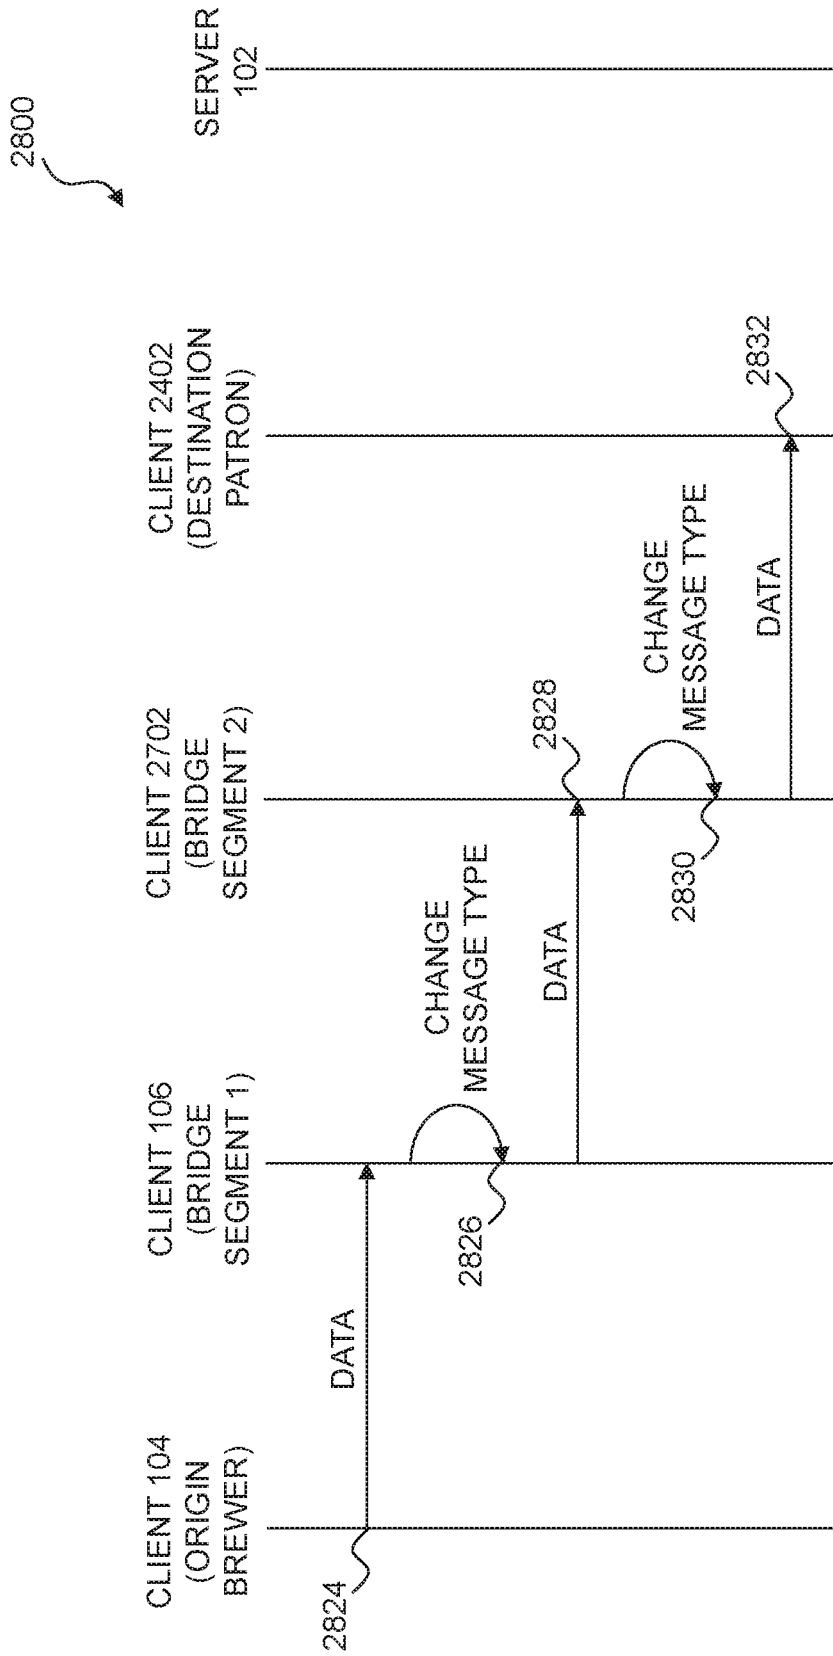 2800
CLIENT 104
(ORIGIN
BREWER)
CLIENT 106
(BRIDGE
SEGMENT 1)
CLIENT 2702
(BRIDGE
SEGMENT 2)
CLIENT 2402
(DESTINATION
PATRON)
SERVER
102
2824
DATA
CHANGE
MESSAGE TYPE
2826
DATA
2828
CHANGE
MESSAGE TYPE
2830
DATA
2832